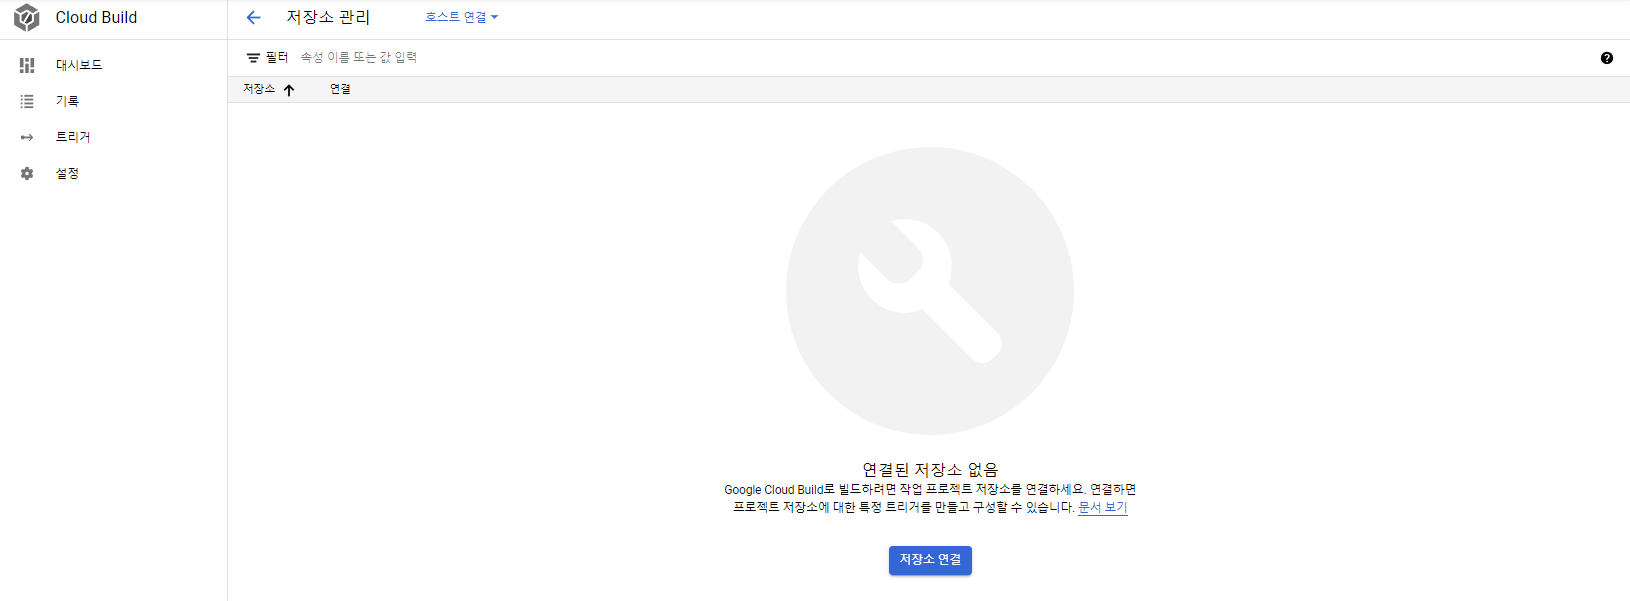 Cloud Build
저장소 관리
호스트 연결
대시보드
기록
트리거
설정
필터 속성 이름 또는 값 입력
저장소 연결
연결된 저장소 없음
Google Cloud Build로 빌드하려면 작업 프로젝트 저장소를 연결하세요. 연결하면
프로젝트 저장소에 대한 특정 트리거를 만들고 구성할 수 있습니다. 문서 보기
저장소 연결